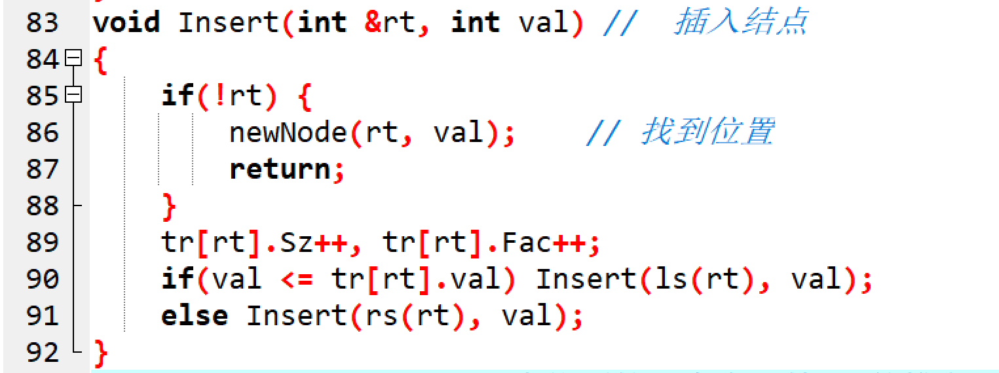 83 void Insert(int &rt, int val) // 插入结点
84 {
85 if(!rt) {
86 newNode(rt, val); // 找到位置
87 return;
88 }
89 tr[rt].Sz++, tr[rt].Fac++;
90 if(val <= tr[rt].val) Insert(ls(rt), val);
91 else Insert(rs(rt), val);
92 }